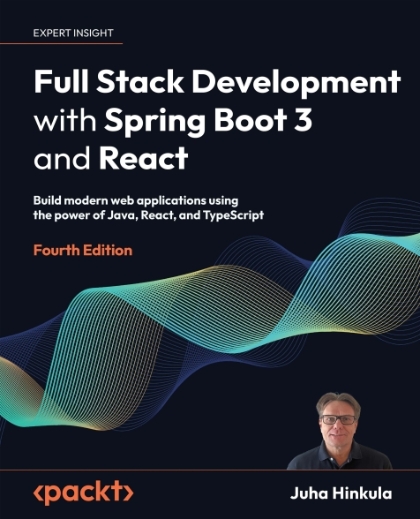 EXPERT INSIGHT
Full Stack Development
with Spring Boot 3
and React
Build modern web applications using
the power of Java, React, and TypeScript
Fourth Edition
<packt>
Juha Hinkula